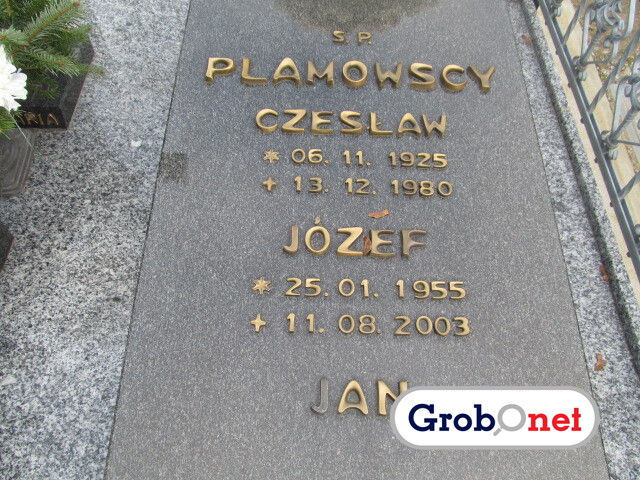 Ś.P.
PLAMOWSCY
CZESŁAW
* 06. 11. 1925
+ 13. 12. 1980
JÓZEF
* 25. 01. 1955
+ 11. 08. 2003
JAN
GrobOnet